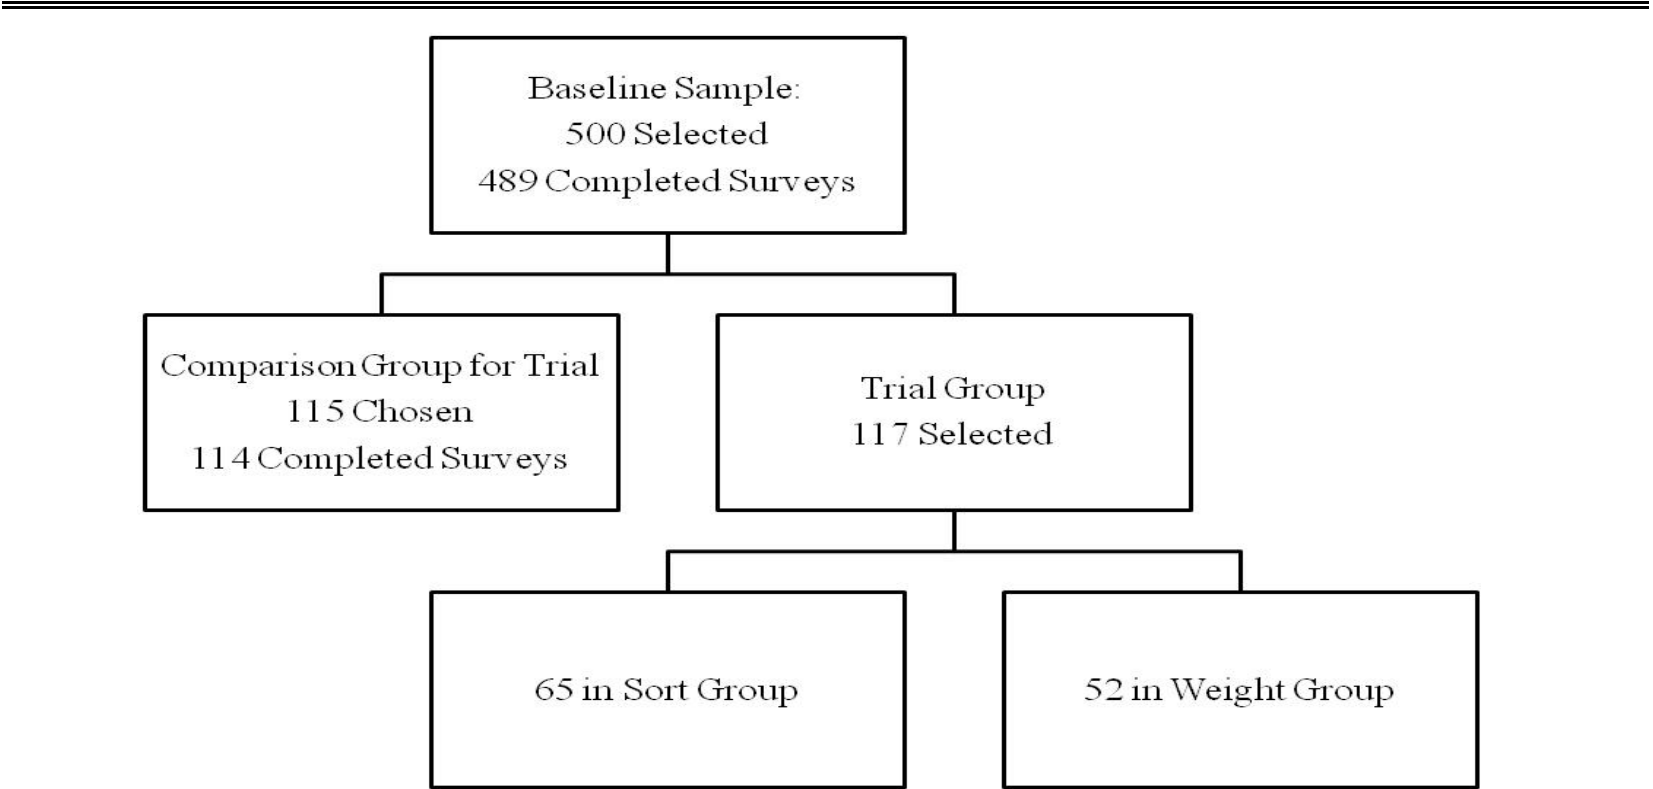 Baseline Sample:
500 Selected
489 Completed Surveys
Comparison Group for Trial
115 Chosen
114 Completed Surveys
Trial Group
117 Selected
65 in Sort Group
52 in Weight Group